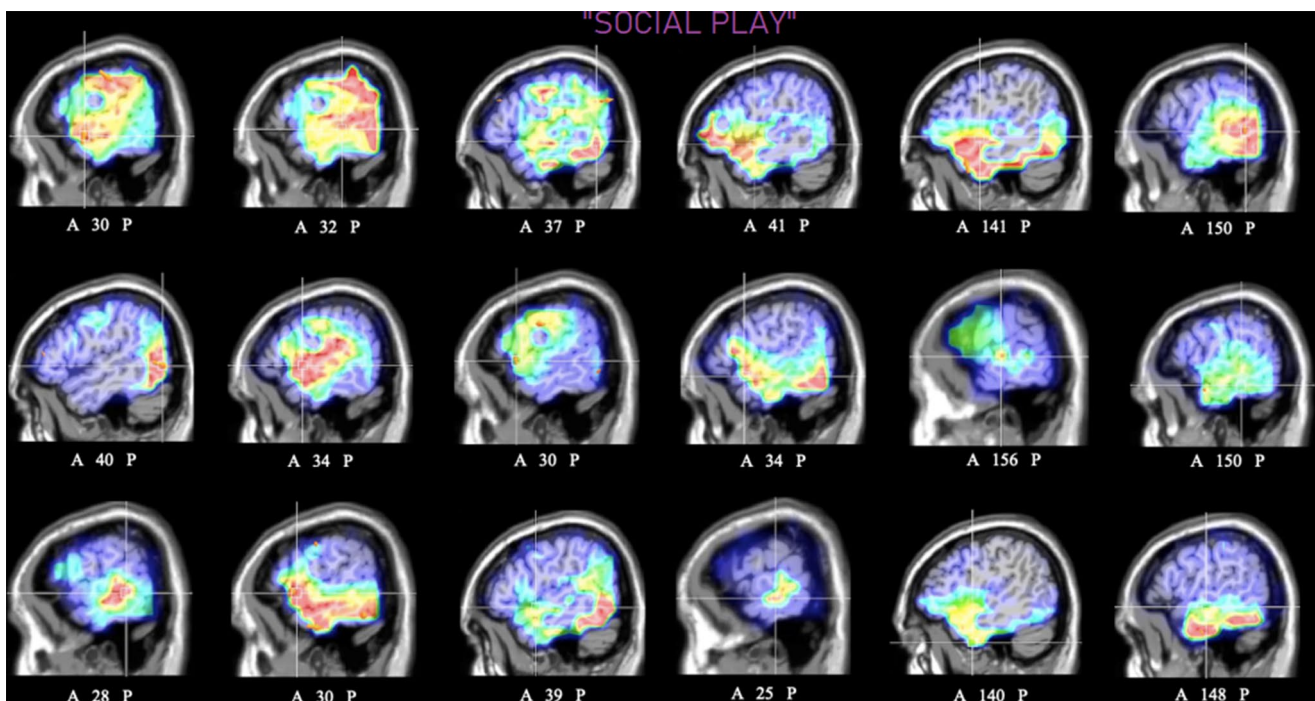 "SOCIAL PLAY"
A 30 P
A 32 P
A 37 P
A 41 P
A 141 P
A 150 P
A 40 P
A 34 P
A 30 P
A 34 P
A 156 P
A 150 P
A 28 P
A 30 P
A 39 P
A 25 P
A 140 P
A 148 P